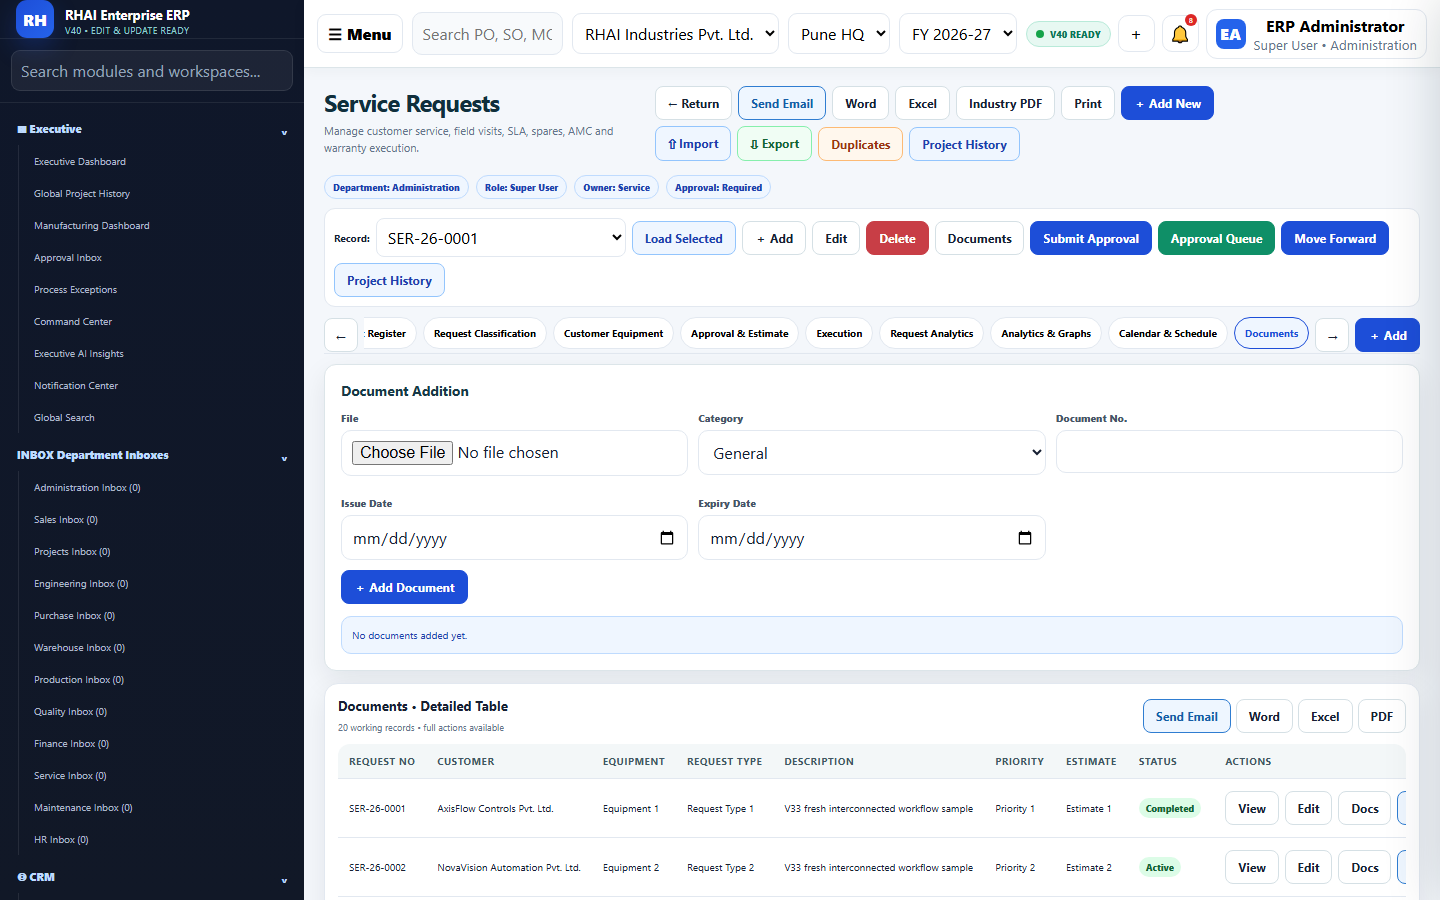 RH
RHAI Enterprise ERP
V40 • EDIT & UPDATE READY
Search modules and workspaces...
Executive
Executive Dashboard
Global Project History
Manufacturing Dashboard
Approval Inbox
Process Exceptions
Command Center
Executive AI Insights
Notification Center
Global Search
INBOX Department Inboxes
Administration Inbox (0)
Sales Inbox (0)
Projects Inbox (0)
Engineering Inbox (0)
Purchase Inbox (0)
Warehouse Inbox (0)
Production Inbox (0)
Quality Inbox (0)
Finance Inbox (0)
Service Inbox (0)
Maintenance Inbox (0)
HR Inbox (0)
CRM
☰ Menu
Search PO, SO, MC
RHAI Industries Pvt. Ltd.
Pune HQ
FY 2026-27
V40 READY
+
8
EA
ERP Administrator
Super User • Administration
Service Requests
Manage customer service, field visits, SLA, spares, AMC and
warranty execution.
← Return
Send Email
Word
Excel
Industry PDF
Print
+ Add New
⇧ Import
⇩ Export
Duplicates
Project History
Department: Administration
Role: Super User
Owner: Service
Approval: Required
Record:
SER-26-0001
Load Selected
+ Add
Edit
Delete
Documents
Submit Approval
Approval Queue
Move Forward
Project History
←
Register
Request Classification
Customer Equipment
Approval & Estimate
Execution
Request Analytics
Analytics & Graphs
Calendar & Schedule
Documents
→
+ Add
Document Addition
File
Category
Document No.
Choose File No file chosen
General
Issue Date
Expiry Date
mm/dd/yyyy
mm/dd/yyyy
+ Add Document
No documents added yet.
Documents • Detailed Table
20 working records • full actions available
Send Email
Word
Excel
PDF
REQUEST NO CUSTOMER EQUIPMENT REQUEST TYPE DESCRIPTION PRIORITY ESTIMATE STATUS ACTIONS
SER-26-0001 AxisFlow Controls Pvt. Ltd. Equipment 1 Request Type 1 V33 fresh interconnected workflow sample Priority 1 Estimate 1 Completed View Edit Docs
SER-26-0002 NovaVision Automation Pvt. Ltd. Equipment 2 Request Type 2 V33 fresh interconnected workflow sample Priority 2 Estimate 2 Active View Edit Docs